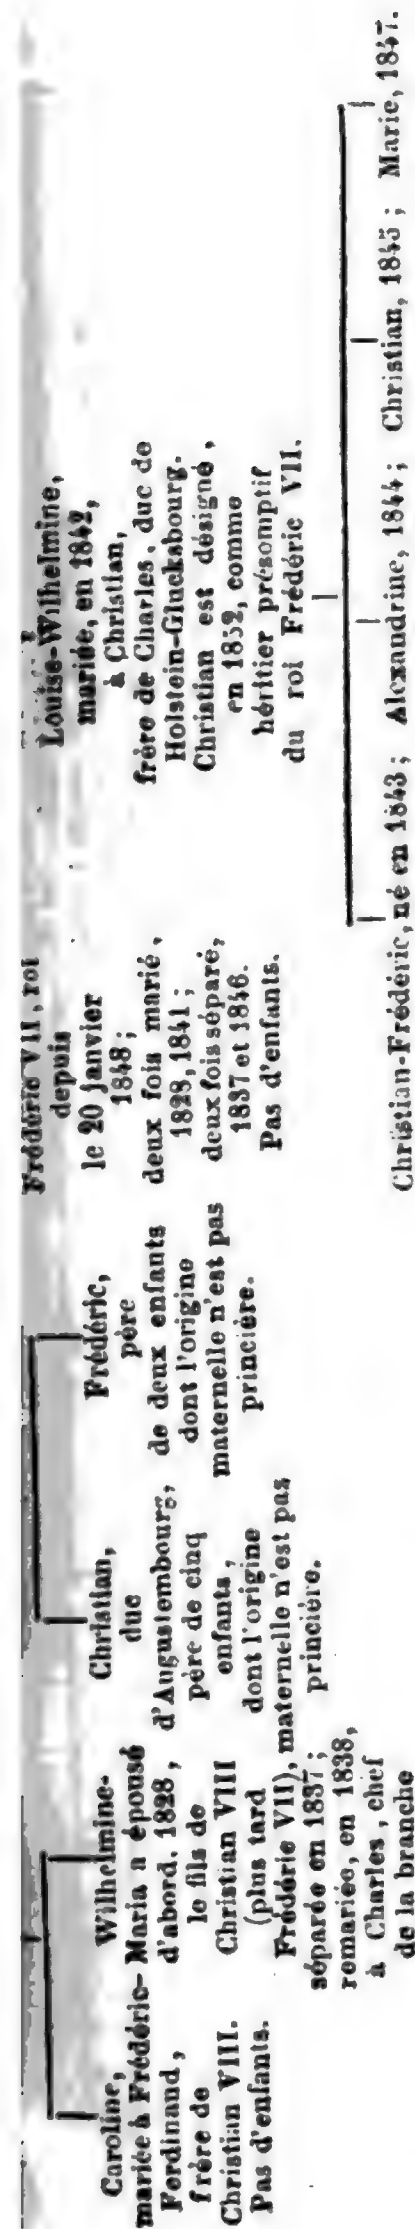 Caroline,
mariée à Frédéric-
Ferdinand,
frère de
Christian VIII.
Pas d'enfants.
Wilhelmine-
Maria a épousé
d'abord, 1828,
le fils de
Christian VIII
(plus tard
Frédéric VII),
séparée en 1837;
remariée, en 1838,
à Charles, chef
de la branche
Christian,
duc
d'Augustembourg,
père de cinq
enfants,
dont l'origine
maternelle n'est pas
princière.
Frédéric,
père
de deux enfants
dont l'origine
maternelle n'est pas
princière.
Frédéric VII, roi
depuis
le 20 janvier
1848;
deux fois marié,
1828, 1841;
deux fois séparé,
1837 et 1846.
Pas d'enfants.
Louise-Wilhelmine,
mariée, en 1842,
à Christian,
frère de Charles, duc de
Holstein-Glucksbourg.
Christian est désigné,
en 1852, comme
héritier présomptif
du roi Frédéric VII.
Christian-Frédéric, né en 1843; Alexandrine, 1844; Christian, 1845; Marie, 1847.